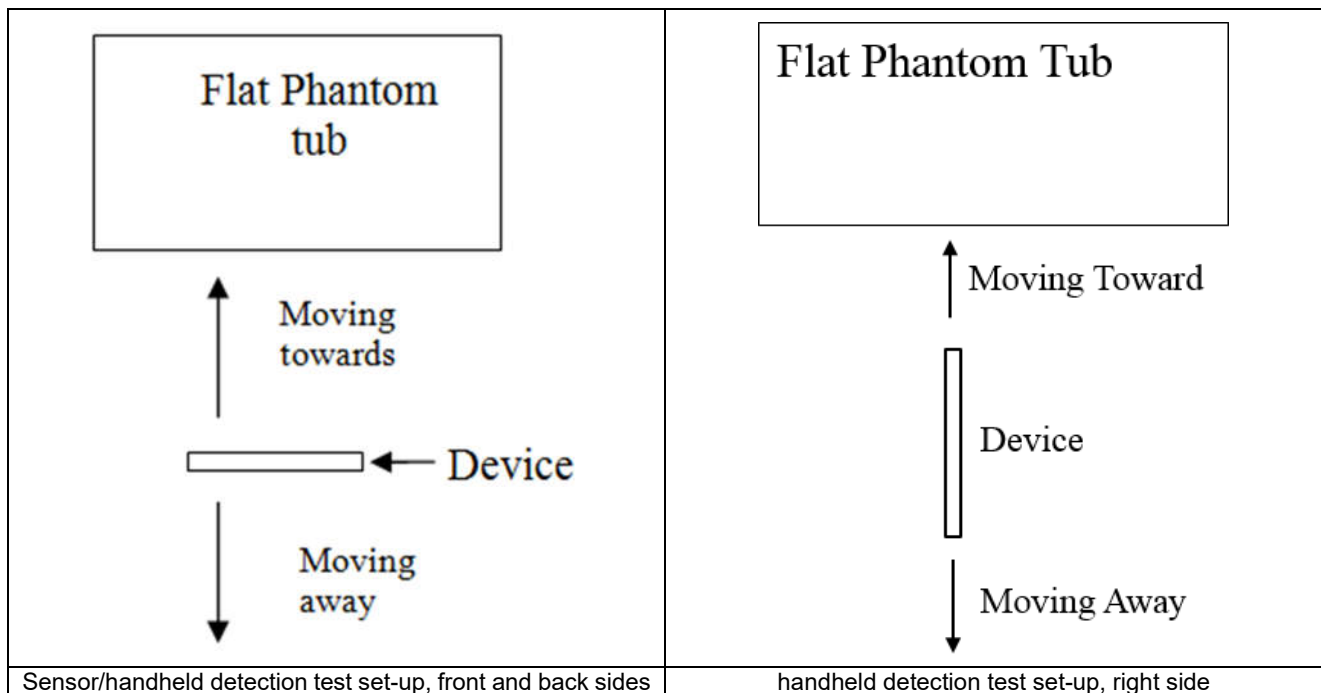 Flat Phantom
tub
Moving
towards
Device
Moving
away
Sensor/handheld detection test set-up, front and back sides
Flat Phantom Tub
Moving Toward
Device
Moving Away
handheld detection test set-up, right side